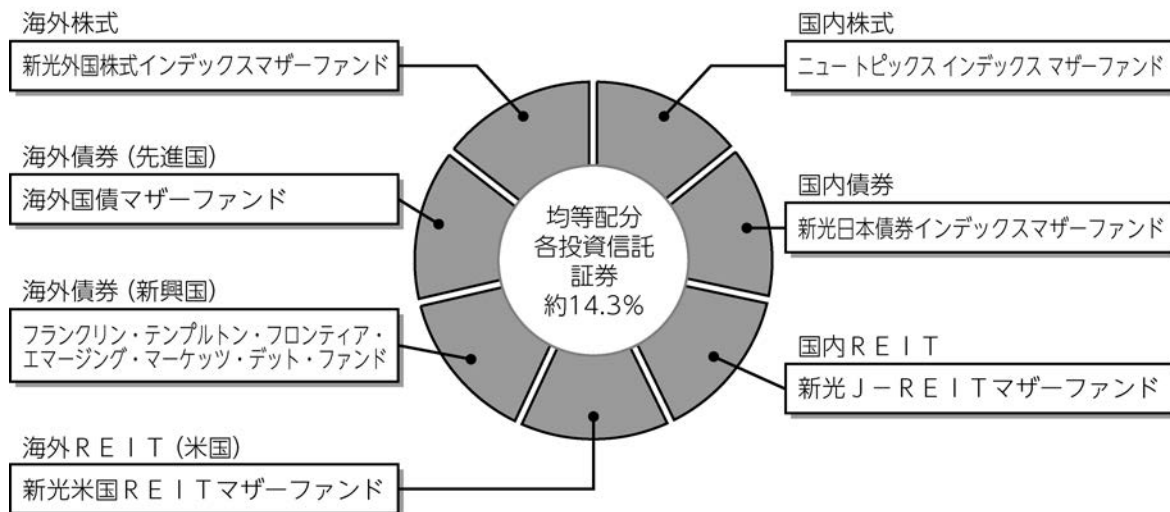 海外株式
新光外国株式インデックスマザーファンド
海外債券（先進国）
海外国債マザーファンド
海外債券（新興国）
フランクリン・テンプルトン・フロンティア・
エマージング・マーケッツ・デット・ファンド
海外ＲＥＩＴ（米国）
新光米国ＲＥＩＴマザーファンド
均等配分
各投資信託
証券
約14.3%
国内株式
ニュー トピックス インデックス マザーファンド
国内債券
新光日本債券インデックスマザーファンド
国内ＲＥＩＴ
新光Ｊ－ＲＥＩＴマザーファンド